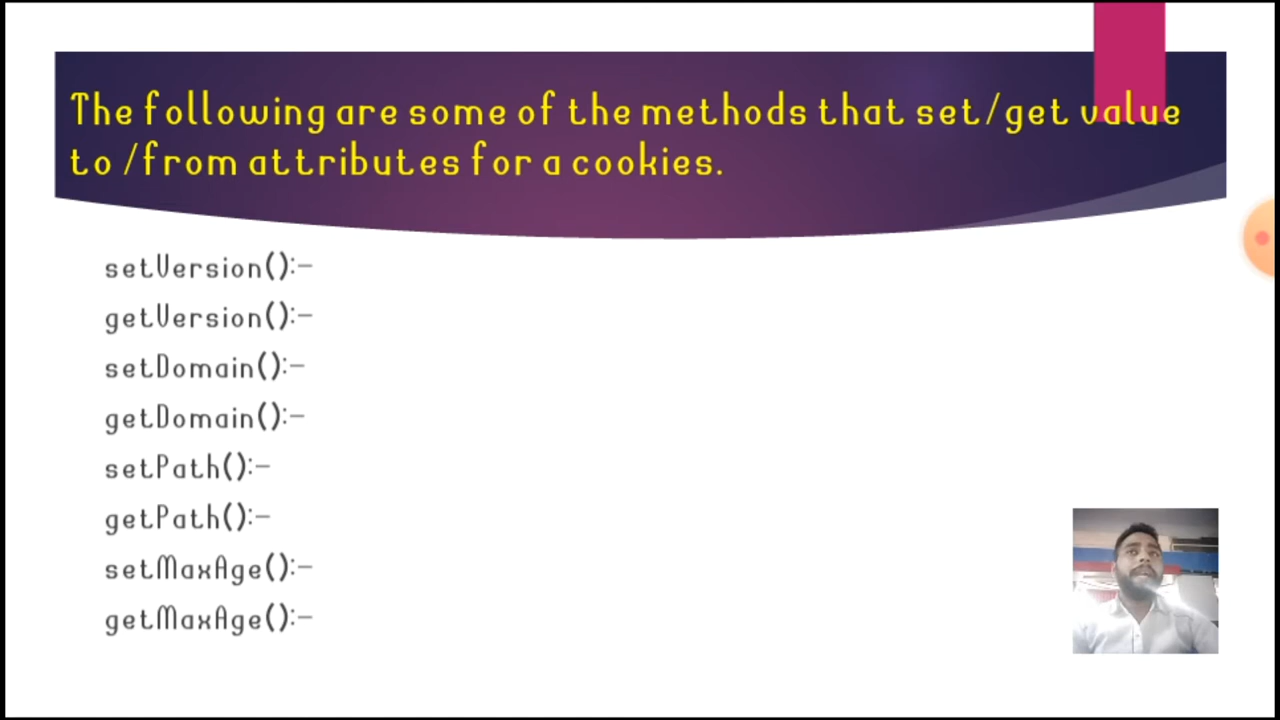 The following are some of the methods that set/get value
to /from attributes for a cookies.
setVersion():-
getVersion():-
setDomain():-
getDomain():-
setPath():-
getPath():-
setMaxAge():-
getMaxAge():-